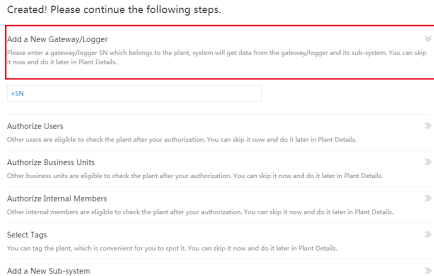 Created! Please continue the following steps.
Add a New Gateway/Logger
Please enter a gateway/logger SN which belongs to the plant, system will get data from the gateway/logger and its sub-system. You can skip
it now and do it later in Plant Details.
+SN
Authorize Users
Other users are eligible to check the plant after your authorization. You can skip it now and do it later in Plant Details.
Authorize Business Units
Other business units are eligible to check the plant after your authorization. You can skip it now and do it later in Plant Details.
Authorize Internal Members
Other internal members are eligible to check the plant after your authorization. You can skip it now and do it later in Plant Details.
Select Tags
You can tag the plant, which is convenient for you to spot it. You can skip it now and do it later in Plant Details.
Add a New Sub-system